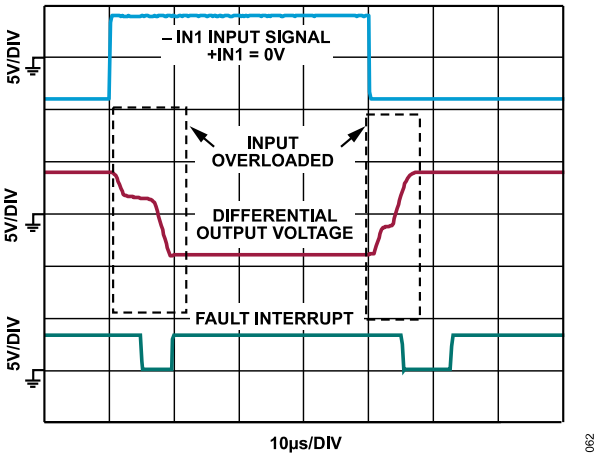 5V/DIV
– IN1 INPUT SIGNAL
+IN1 = 0V
INPUT
OVERLOADED
5V/DIV
DIFFERENTIAL
OUTPUT VOLTAGE
FAULT INTERRUPT
5V/DIV
10µs/DIV
062